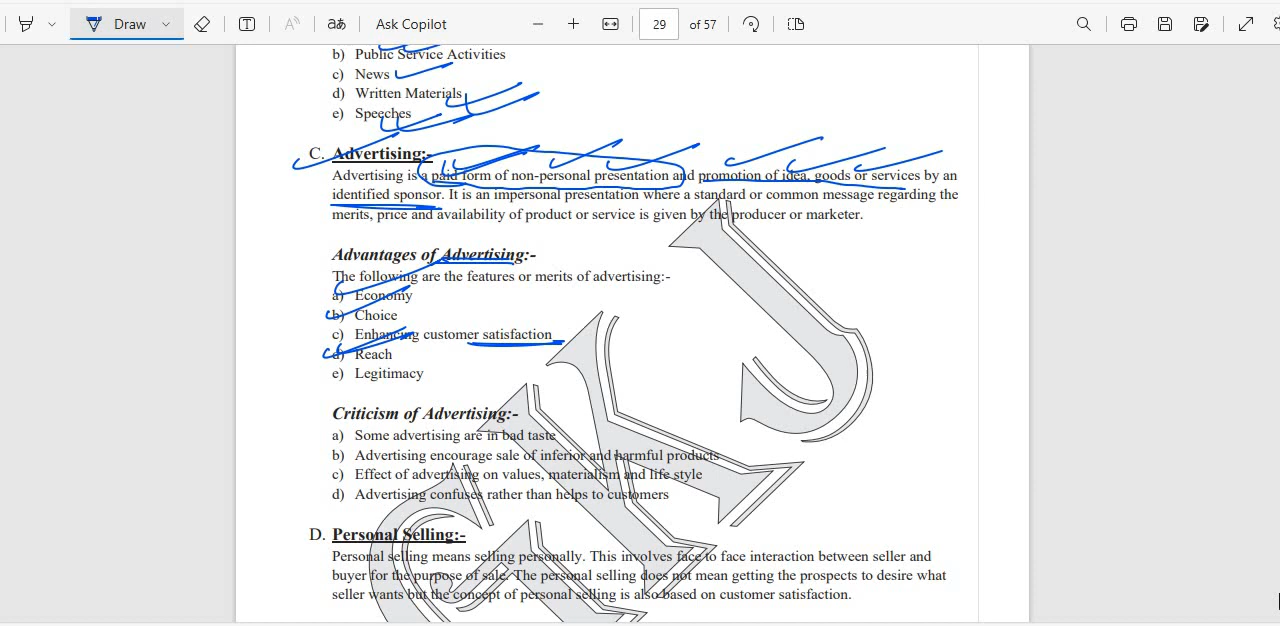 Draw
Ask Copilot
29 of 57
b) Public Service Activities
c) News
d) Written Materials
e) Speeches
C. Advertising:-
Advertising is a paid form of non-personal presentation and promotion of idea, goods or services by an
identified sponsor. It is an impersonal presentation where a standard or common message regarding the
merits, price and availability of product or service is given by the producer or marketer.
Advantages of Advertising:-
The following are the features or merits of advertising:-
a) Economy
b) Choice
c) Enhancing customer satisfaction
d) Reach
e) Legitimacy
Criticism of Advertising:-
a) Some advertising are in bad taste
b) Advertising encourage sale of inferior and harmful products
c) Effect of advertising on values, materialism and life style
d) Advertising confuses rather than helps to customers
D. Personal Selling:-
Personal selling means selling personally. This involves face to face interaction between seller and
buyer for the purpose of sale. The personal selling does not mean getting the prospects to desire what
seller wants but the concept of personal selling is also based on customer satisfaction.